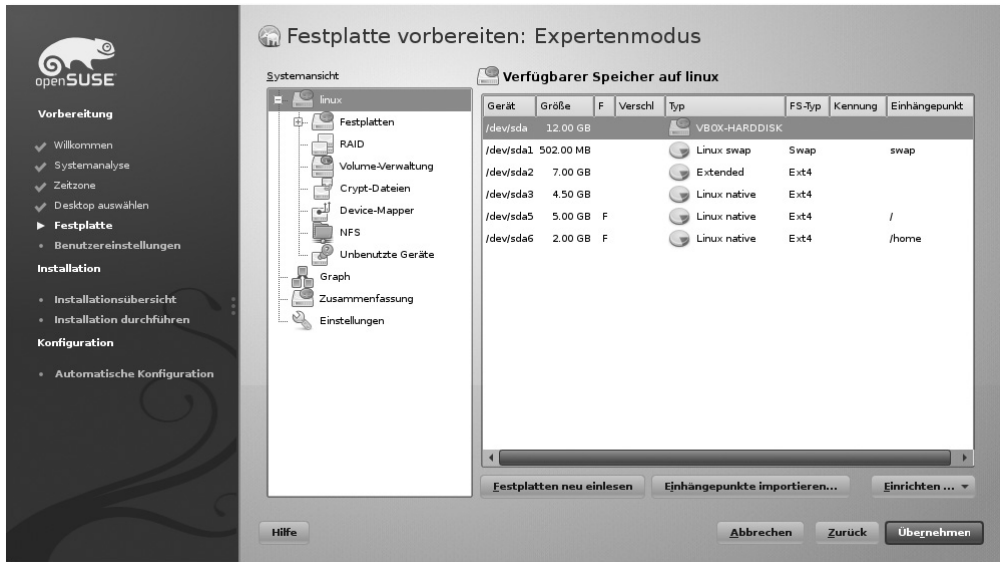 openSUSE
Vorbereitung
Willkommen
Systemanalyse
Zeitzone
Desktop auswählen
Festplatte
Benutzereinstellungen
Installation
Installationsübersicht
Installation durchführen
Konfiguration
Automatische Konfiguration
Festplatte vorbereiten: Expertenmodus
Systemansicht
linux
Festplatten
RAID
Volume-Verwaltung
Crypt-Dateien
Device-Mapper
NFS
Unbenutzte Geräte
Graph
Zusammenfassung
Einstellungen
Verfügbarer Speicher auf linux
Gerät Größe F Verschl Typ FS-Typ Kennung Einhängepunkt
/dev/sda 12.00 GB VBOX-HARDDISK
/dev/sda1 502.00 MB Linux swap Swap swap
/dev/sda2 7.00 GB Extended Ext4
/dev/sda3 4.50 GB Linux native Ext4
/dev/sda5 5.00 GB F Linux native Ext4 /
/dev/sda6 2.00 GB F Linux native Ext4 /home
Festplatten neu einlesen Einhängepunkte importieren... Einrichten ...
Hilfe Abbrechen Zurück Übernehmen